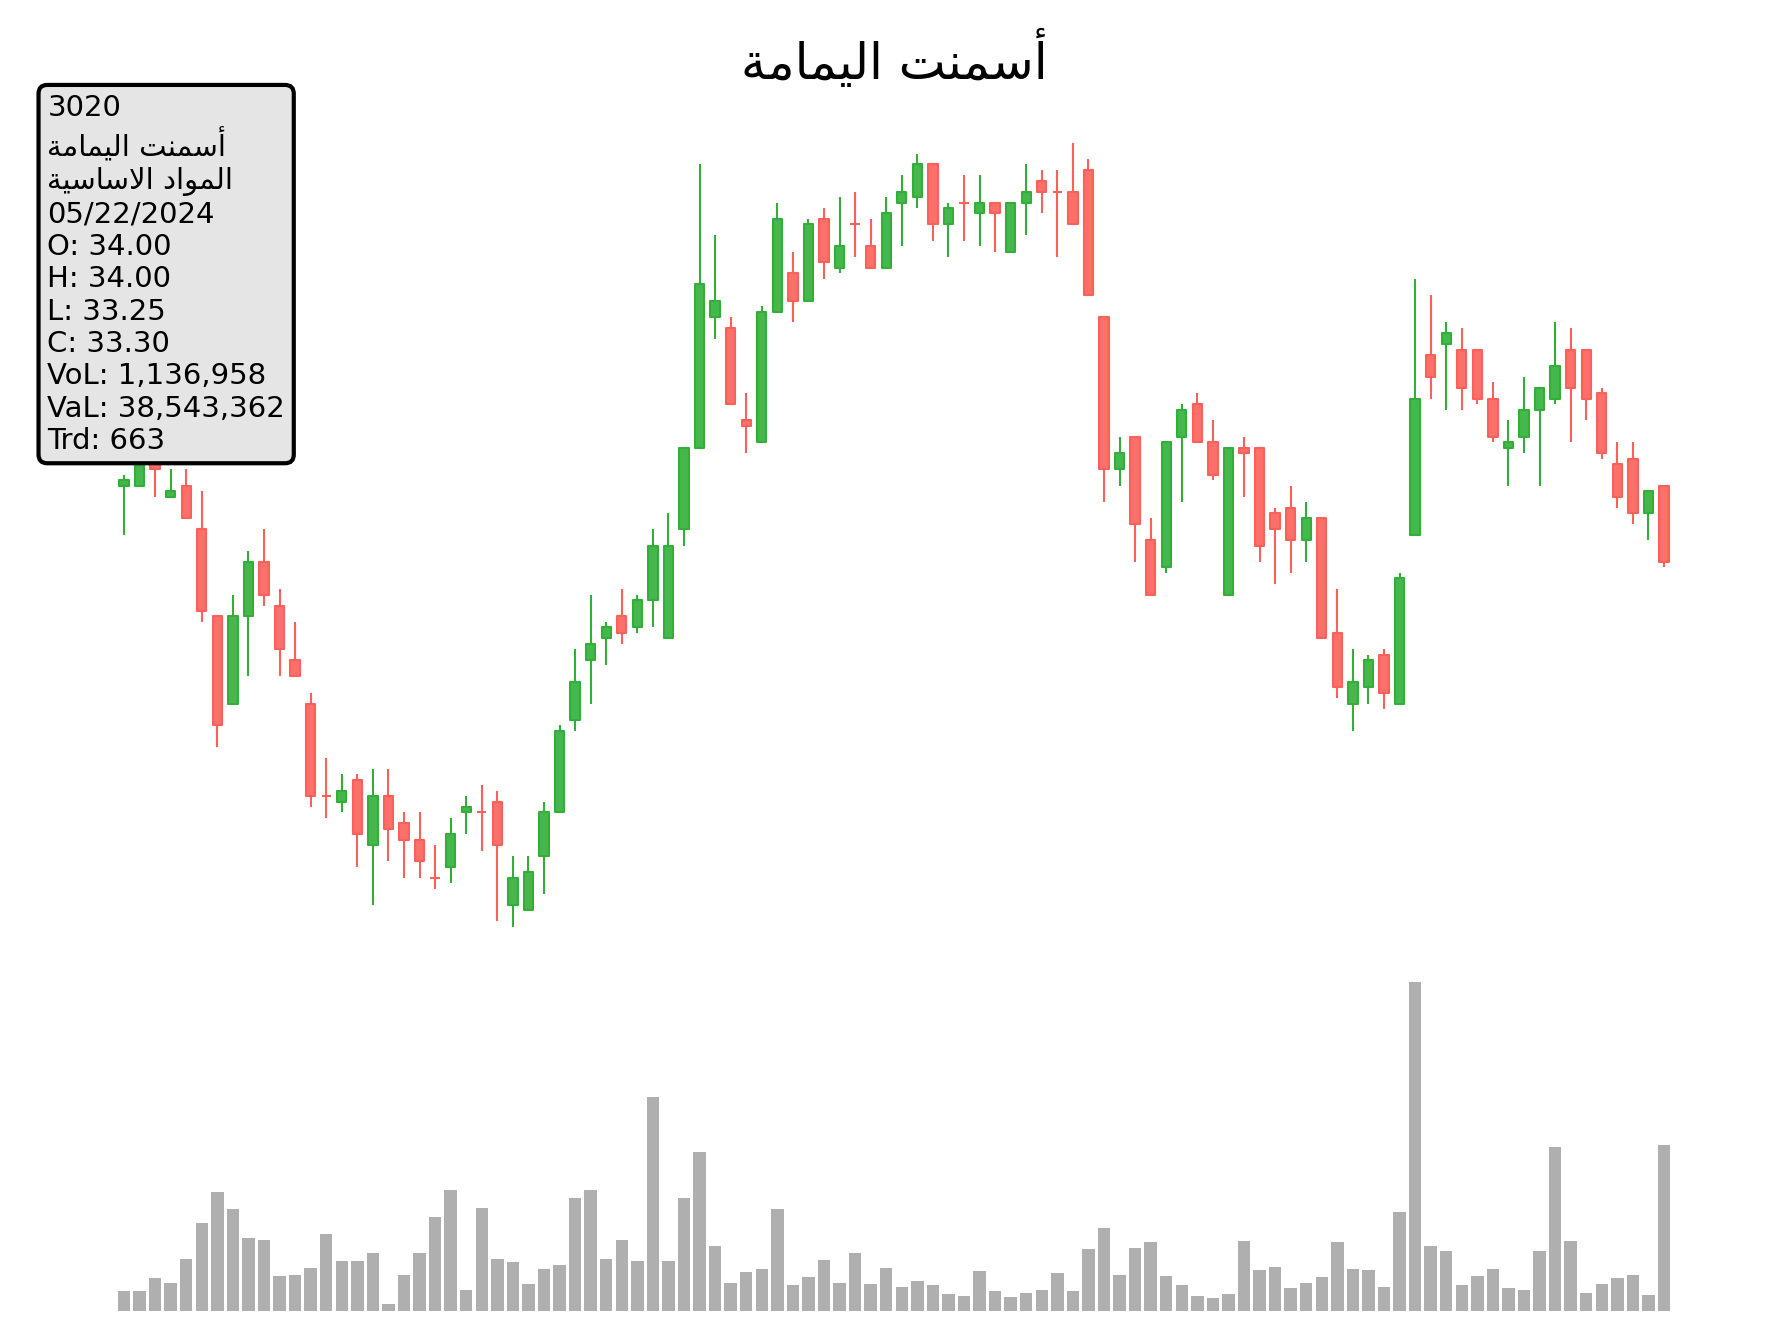 أسمنت اليمامة
3020
أسمنت اليمامة
المواد الاساسية
05/22/2024
O: 34.00
H: 34.00
L: 33.25
C: 33.30
VoL: 1,136,958
VaL: 38,543,362
Trd: 663